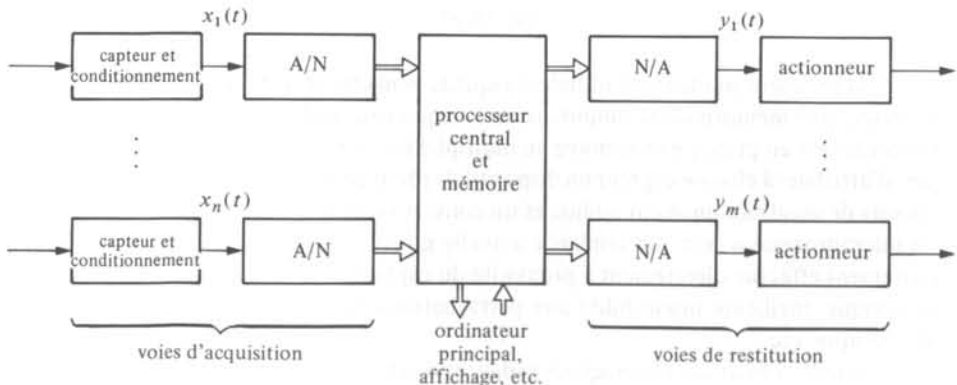 x₁(t)
y₁(t)
capteur et
conditionnement
A/N
N/A
actionneur
processeur
central
et
mémoire
xₙ(t)
yₘ(t)
capteur et
conditionnement
A/N
N/A
actionneur
voies d'acquisition
ordinateur
principal,
affichage, etc.
voies de restitution